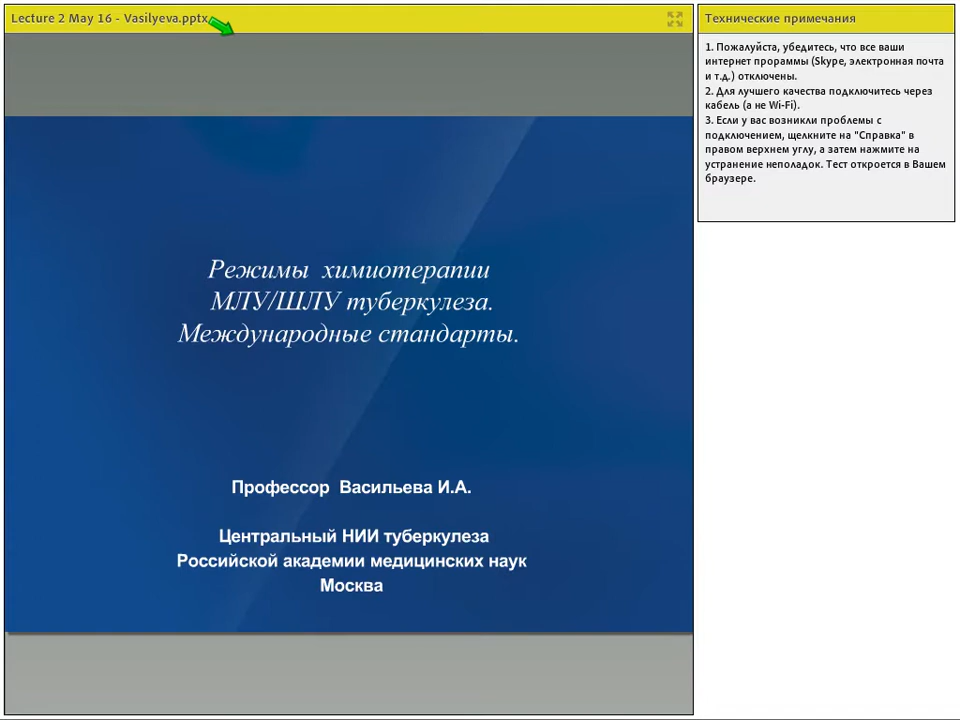 Lecture 2 May 16 - Vasilyeva.pptx
Режимы химиотерапии
МЛУ/ШЛУ туберкулеза.
Международные стандарты.
Профессор Васильева И.А.
Центральный НИИ туберкулеза
Российской академии медицинских наук
Москва
Технические примечания
1. Пожалуйста, убедитесь, что все ваши
интернет прораммы (Skype, электронная почта
и т.д.) отключены.
2. Для лучшего качества подключитесь через
кабель (а не Wi-Fi).
3. Если у вас возникли проблемы с
подключением, щелкните на "Справка" в
правом верхнем углу, а затем нажмите на
устранение неполадок. Тест откроется в Вашем
браузере.